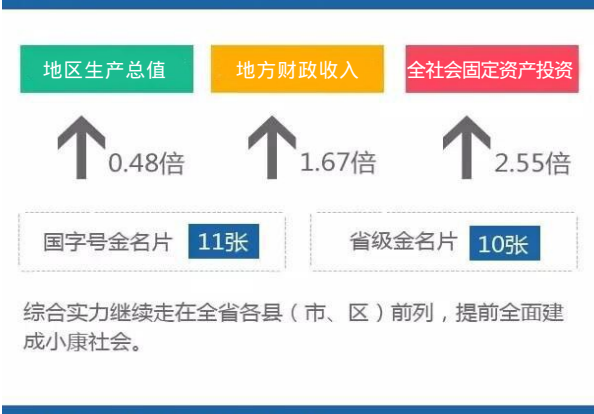 地区生产总值 地方财政收入 全社会固定资产投资
0.48倍 1.67倍 2.55倍
国字号金名片 11张 省级金名片 10张
综合实力继续走在全省各县（市、区）前列，提前全面建
成小康社会。